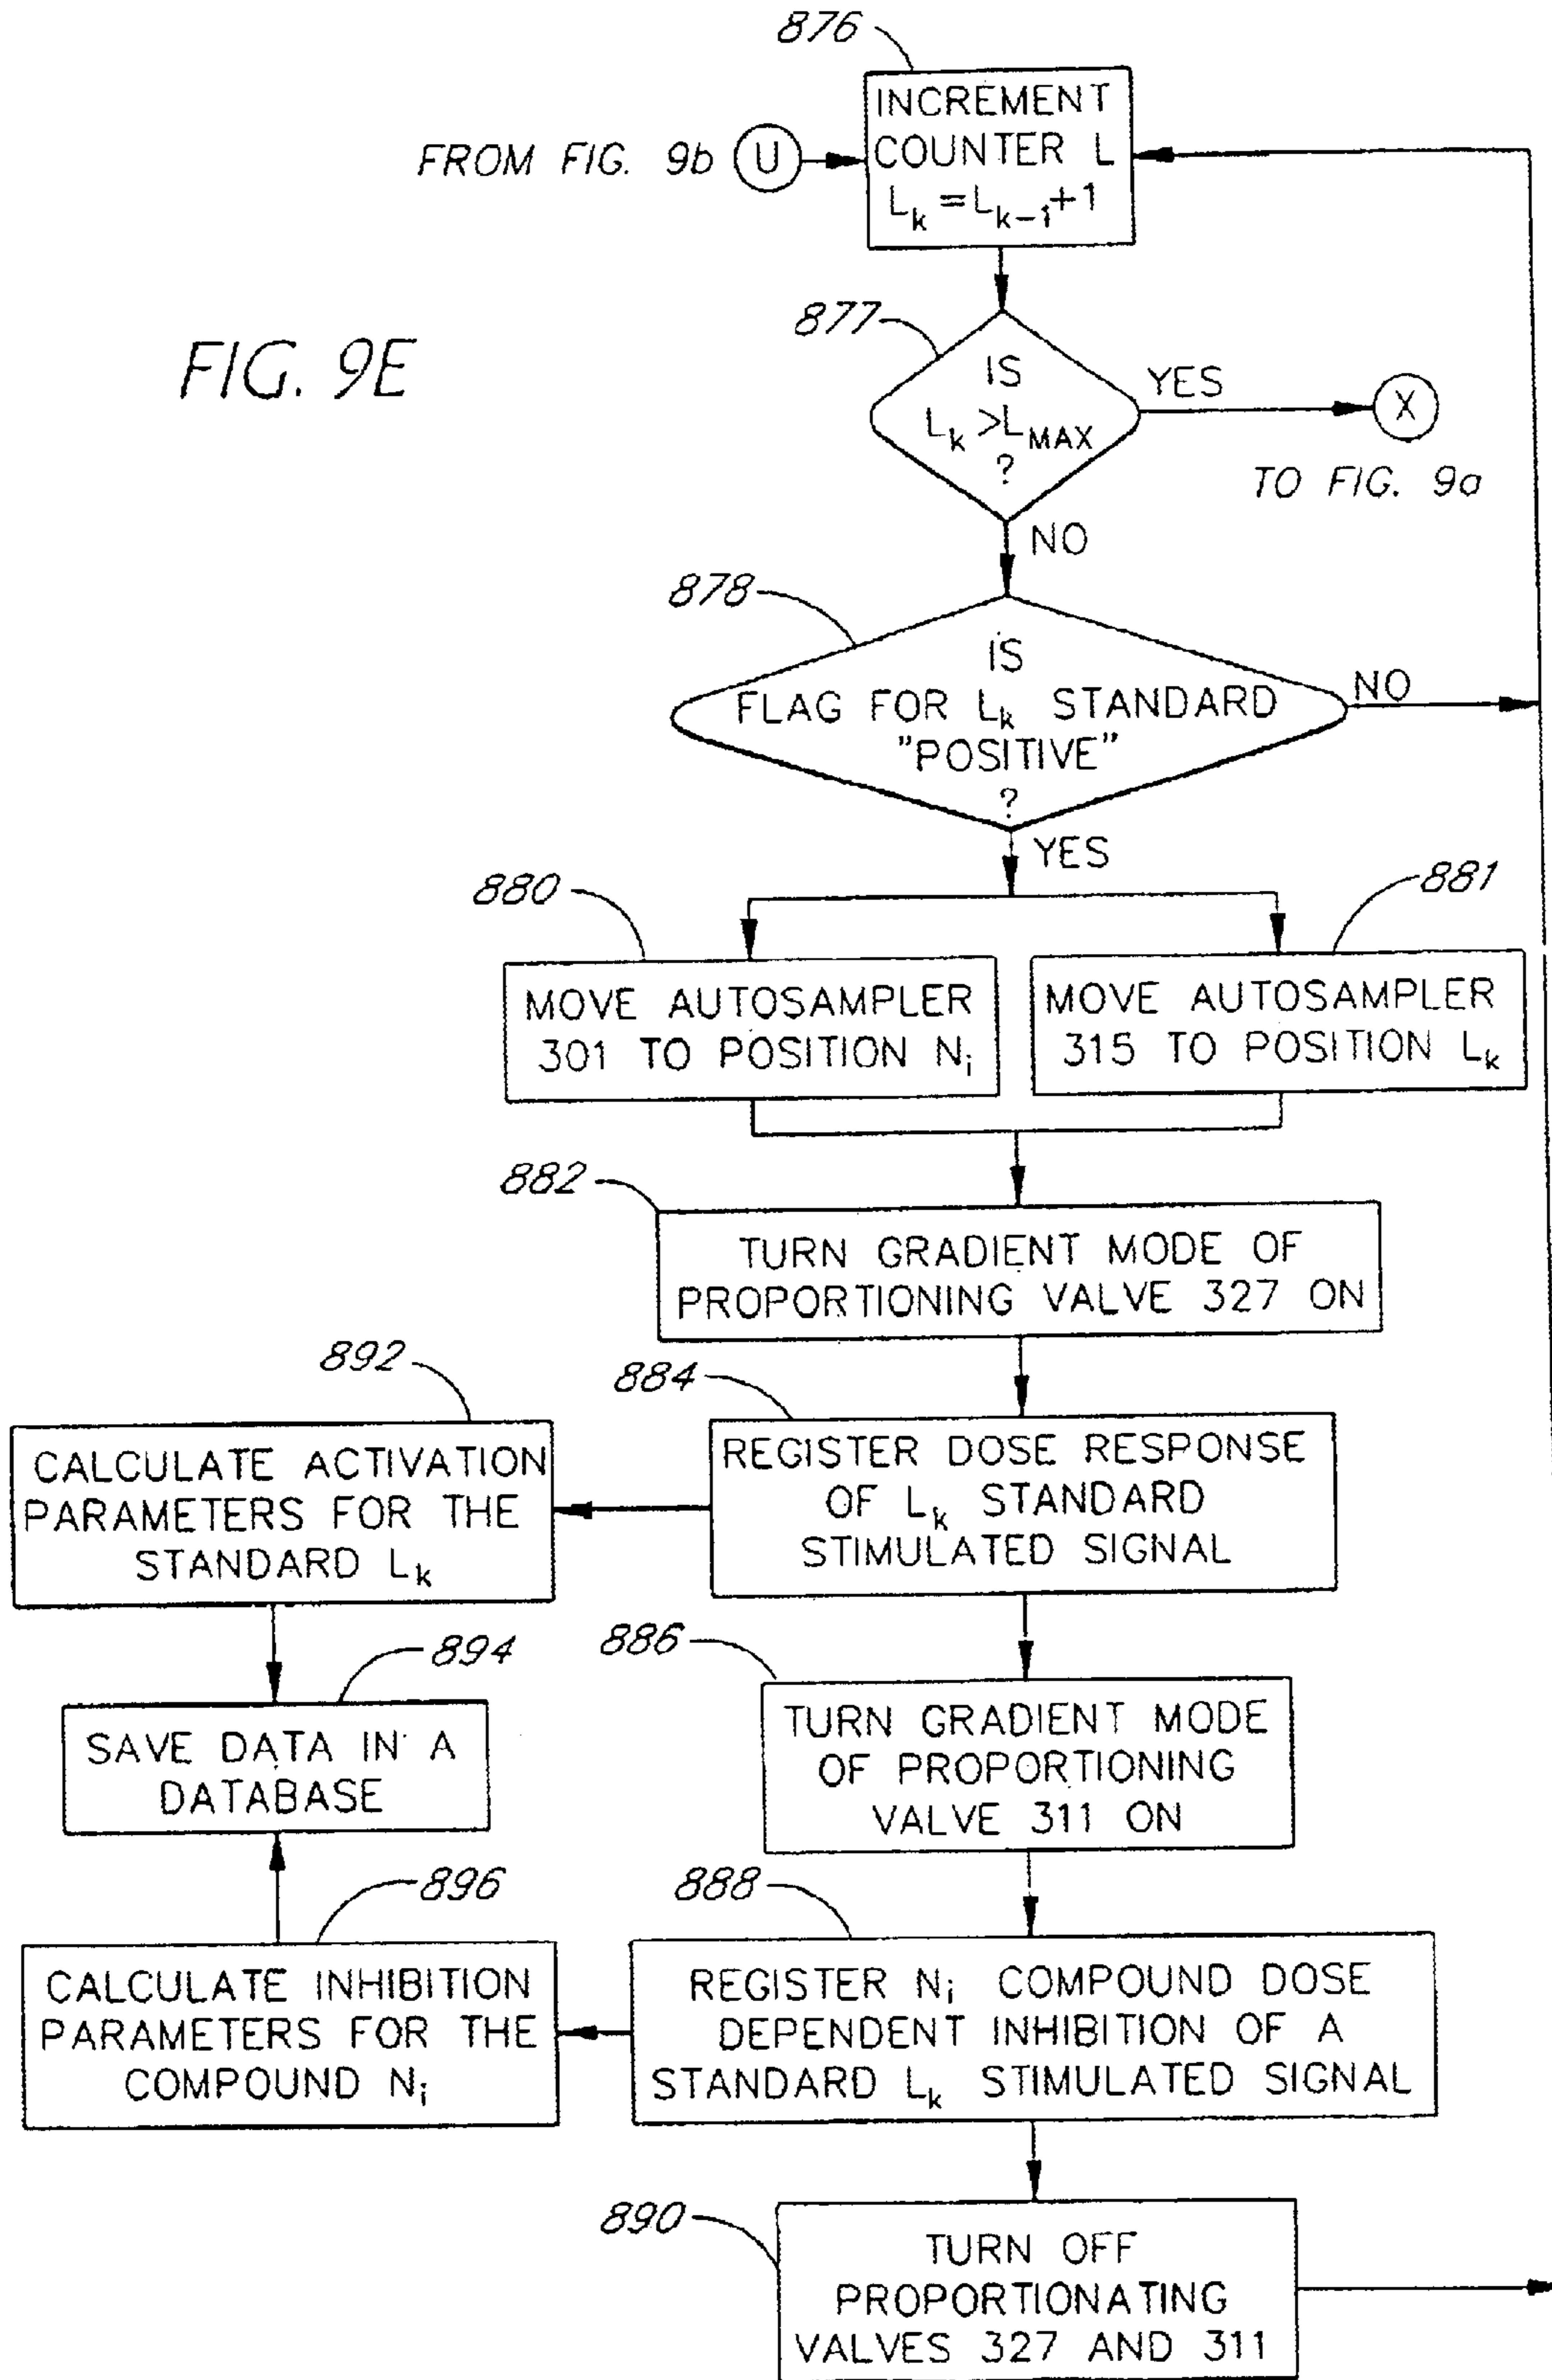 876
INCREMENT
COUNTER L
Lk = Lk-1+1
FROM FIG. 9b U
FIG. 9E
877
IS
Lk >LMAX
?
YES
X
TO FIG. 9a
NO
878
IS
FLAG FOR Lk STANDARD
"POSITIVE"
?
NO
YES
880
881
MOVE AUTOSAMPLER
301 TO POSITION Ni
MOVE AUTOSAMPLER
315 TO POSITION Lk
882
TURN GRADIENT MODE OF
PROPORTIONING VALVE 327 ON
892
884
CALCULATE ACTIVATION
PARAMETERS FOR THE
STANDARD Lk
REGISTER DOSE RESPONSE
OF Lk STANDARD
STIMULATED SIGNAL
894
886
SAVE DATA IN A
DATABASE
TURN GRADIENT MODE
OF PROPORTIONING
VALVE 311 ON
896
888
CALCULATE INHIBITION
PARAMETERS FOR THE
COMPOUND Ni
REGISTER Ni COMPOUND DOSE
DEPENDENT INHIBITION OF A
STANDARD Lk STIMULATED SIGNAL
890
TURN OFF
PROPORTIONATING
VALVES 327 AND 311